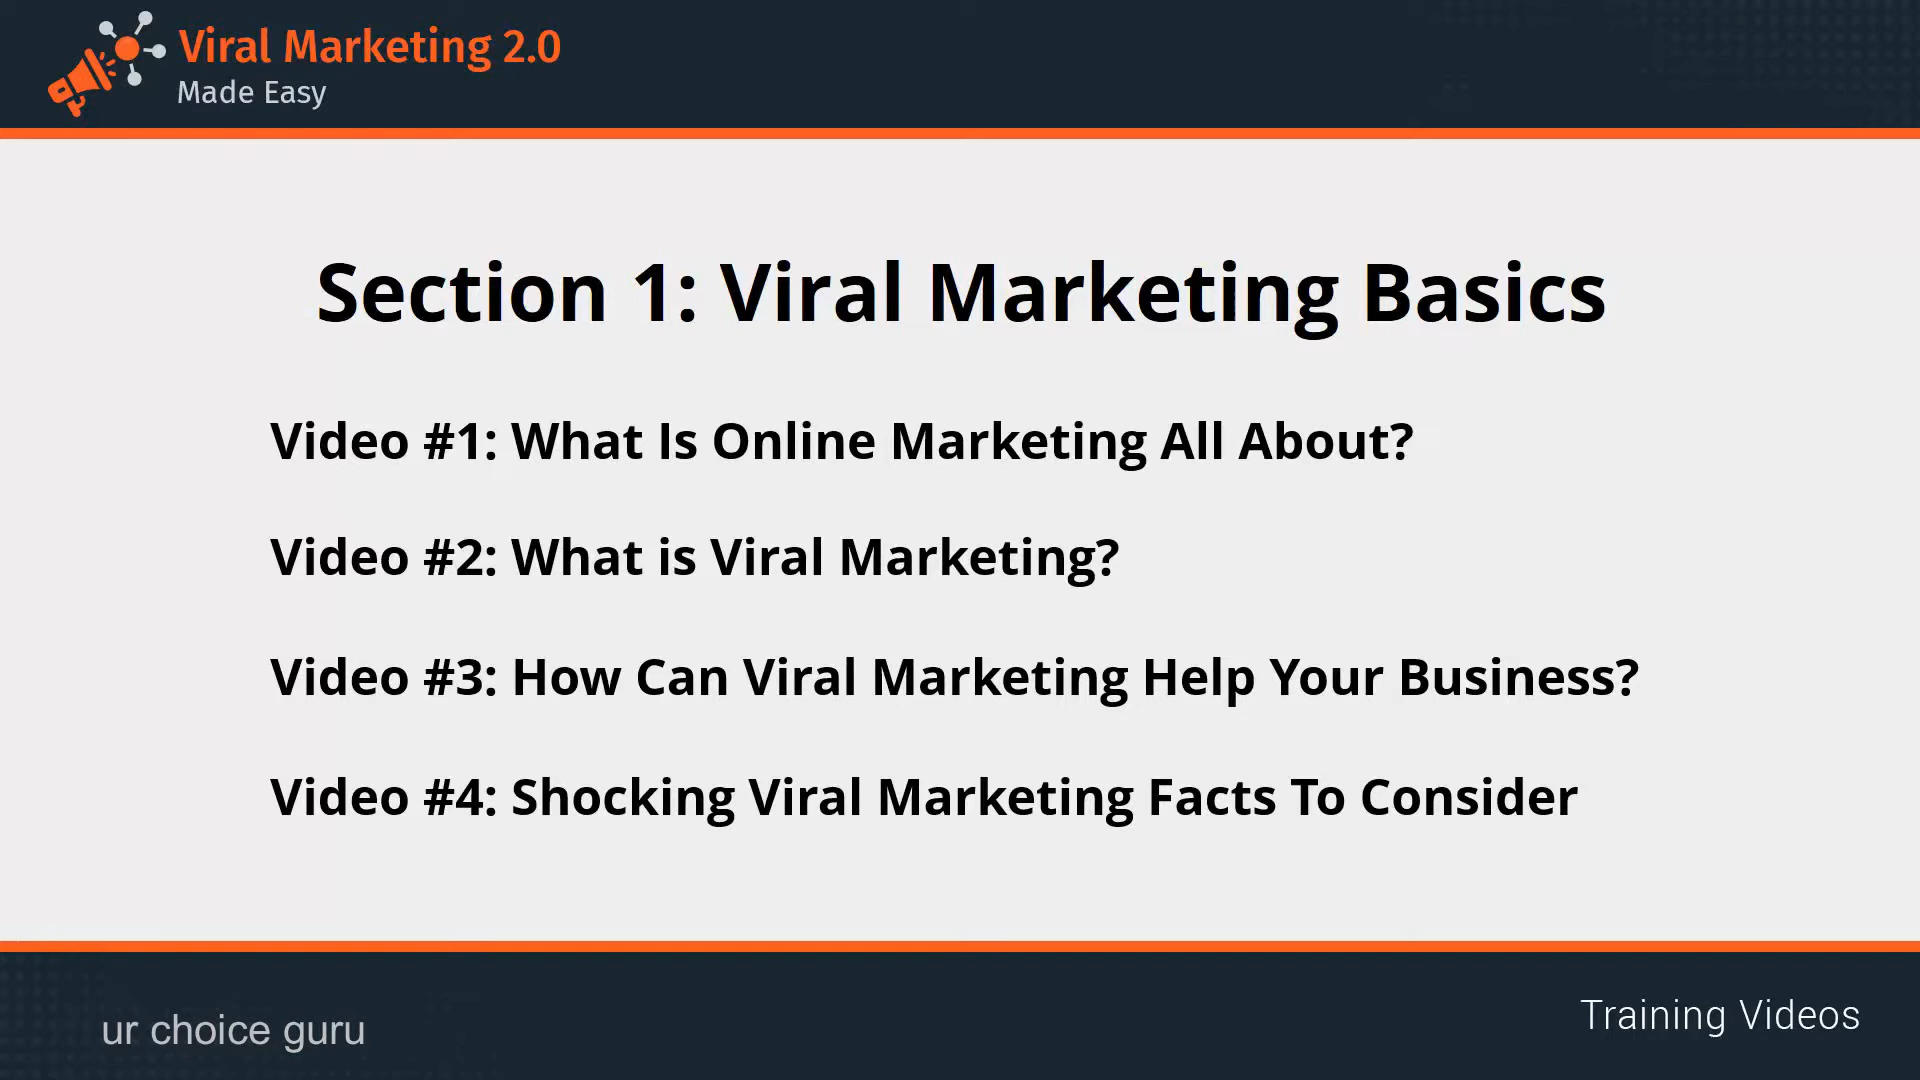 Viral Marketing 2.0
Made Easy
Section 1: Viral Marketing Basics
Video #1: What Is Online Marketing All About?
Video #2: What is Viral Marketing?
Video #3: How Can Viral Marketing Help Your Business?
Video #4: Shocking Viral Marketing Facts To Consider
ur choice guru
Training Videos